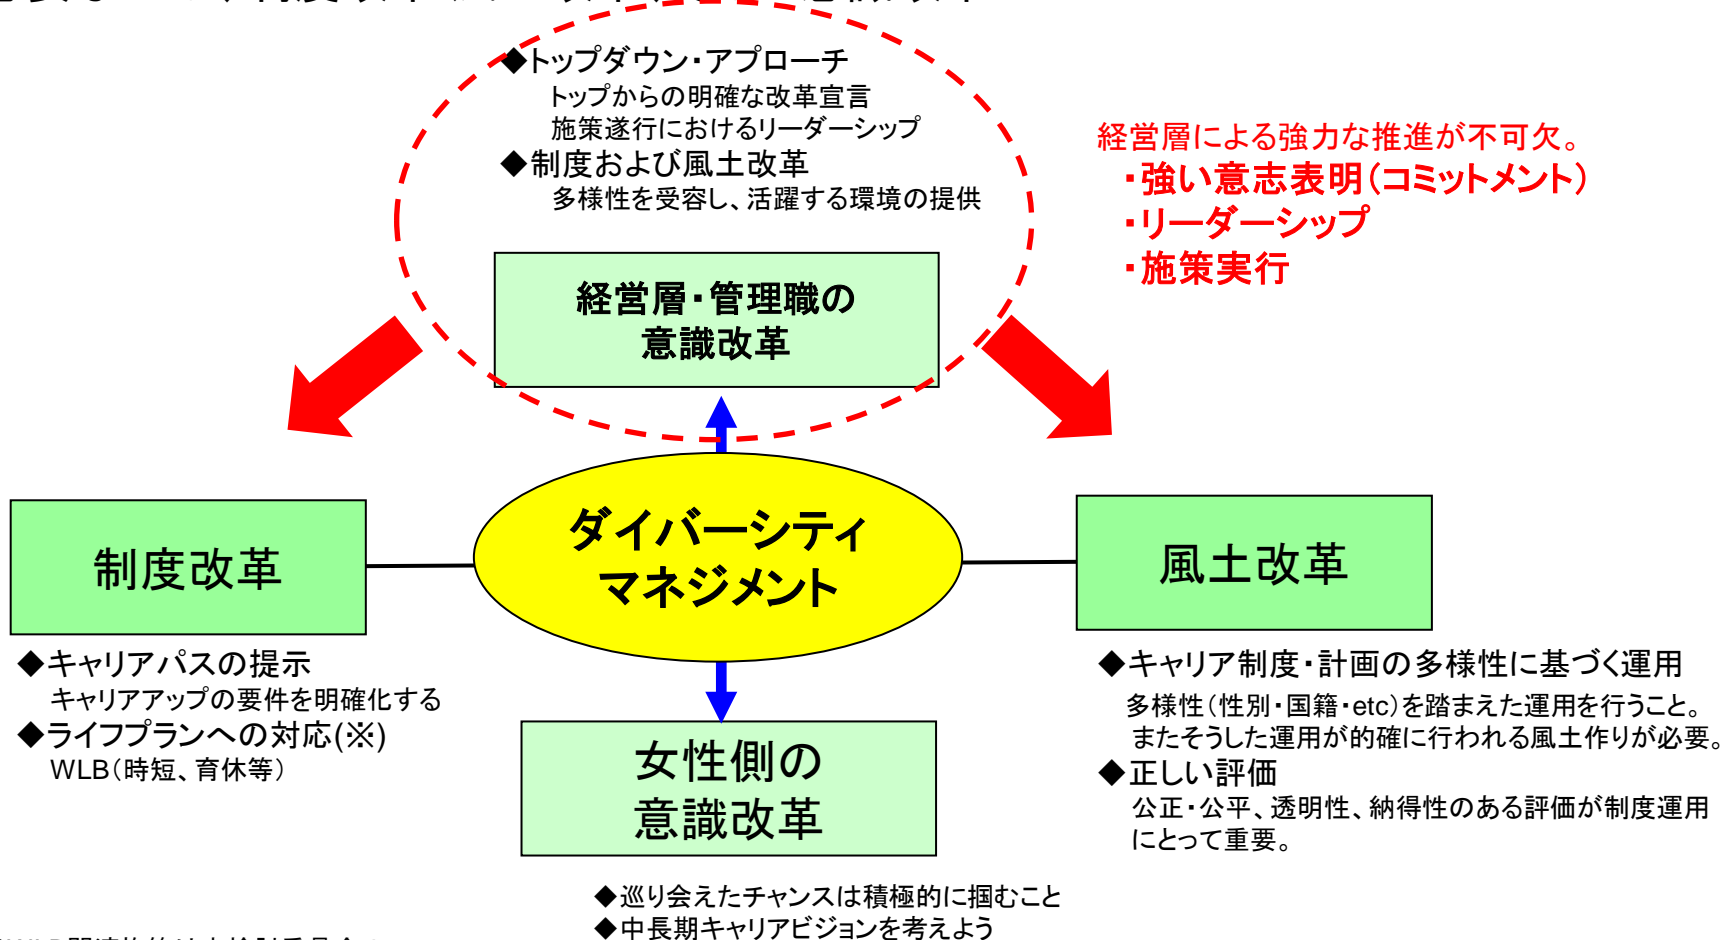 ◆トップダウン・アプローチ
トップからの明確な改革宣言
施策遂行におけるリーダーシップ
◆制度および風土改革
多様性を受容し、活躍する環境の提供
経営層による強力な推進が不可欠。
・強い意志表明(コミットメント)
・リーダーシップ
・施策実行
経営層・管理職の
意識改革
ダイバーシティ
マネジメント
制度改革
◆キャリアパスの提示
キャリアアップの要件を明確化する
◆ライフプランへの対応(※)
WLB(時短、育休等)
風土改革
◆キャリア制度・計画の多様性に基づく運用
多様性(性別・国籍・etc)を踏まえた運用を行うこと。
またそうした運用が的確に行われる風土作りが必要。
◆正しい評価
公正・公平、透明性、納得性のある評価が制度運用
にとって重要。
女性側の
意識改革
◆巡り会えたチャンスは積極的に掴むこと
◆中長期キャリアビジョンを考えよう